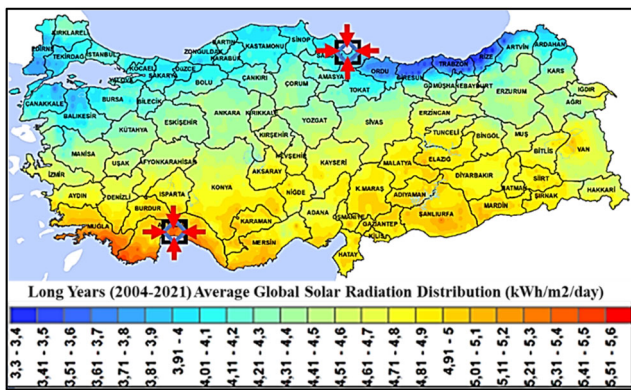 KIRKLARELİ
EDİRNE
TEKİRDAĞ
İSTANBUL
KOCAELİ
YALOVA
SAKARYA
DÜZCE
ZONGULDAK
BARTIN
KARABÜK
KASTAMONU
SİNOP
BOLU
ÇANKIRI
ÇORUM
AMASYA
TOKAT
ORDU
GİRESUN
TRABZON
RİZE
ARTVİN
ARDAHAN
KARS
GÜMÜŞHANE
BAYBURT
ERZURUM
IĞDIR
AĞRI
ÇANAKKALE
BALIKESİR
BURSA
BİLECİK
ESKİŞEHİR
ANKARA
KIRIKKALE
YOZGAT
SİVAS
ERZİNCAN
KÜTAHYA
KIRŞEHİR
TUNCELİ
BİNGÖL
MUŞ
MANİSA
UŞAK
AFYONKARAHİSAR
NEVŞEHİR
KAYSERİ
MALATYA
ELAZIĞ
BİTLİS
VAN
İZMİR
AKSARAY
KONYA
NİĞDE
DİYARBAKIR
BATMAN
SİİRT
AYDIN
DENİZLİ
ISPARTA
BURDUR
K.MARAŞ
ADIYAMAN
MARDİN
ŞIRNAK
HAKKARİ
MUĞLA
KARAMAN
MERSİN
ADANA
OSMANİYE
GAZİANTEP
ŞANLIURFA
KİLİS
HATAY
Long Years (2004-2021) Average Global Solar Radiation Distribution (kWh/m2/day)
3.3 - 3.4
3,41 - 3,5
3,51 - 3,6
3,61 - 3,7
3,71 - 3,8
3,81 - 3,9
3,91 - 4
4,01 - 4,1
4,11 - 4,2
4,21 - 4,3
4,31 - 4,4
4,41 - 4,5
4,51 - 4,6
4,61 - 4,7
4,71 - 4,8
4,81 - 4,9
4,91 - 5
5,01 - 5,1
5,11 - 5,2
5,21 - 5,3
5,31 - 5,4
5,41 - 5,5
5,51 - 5,6